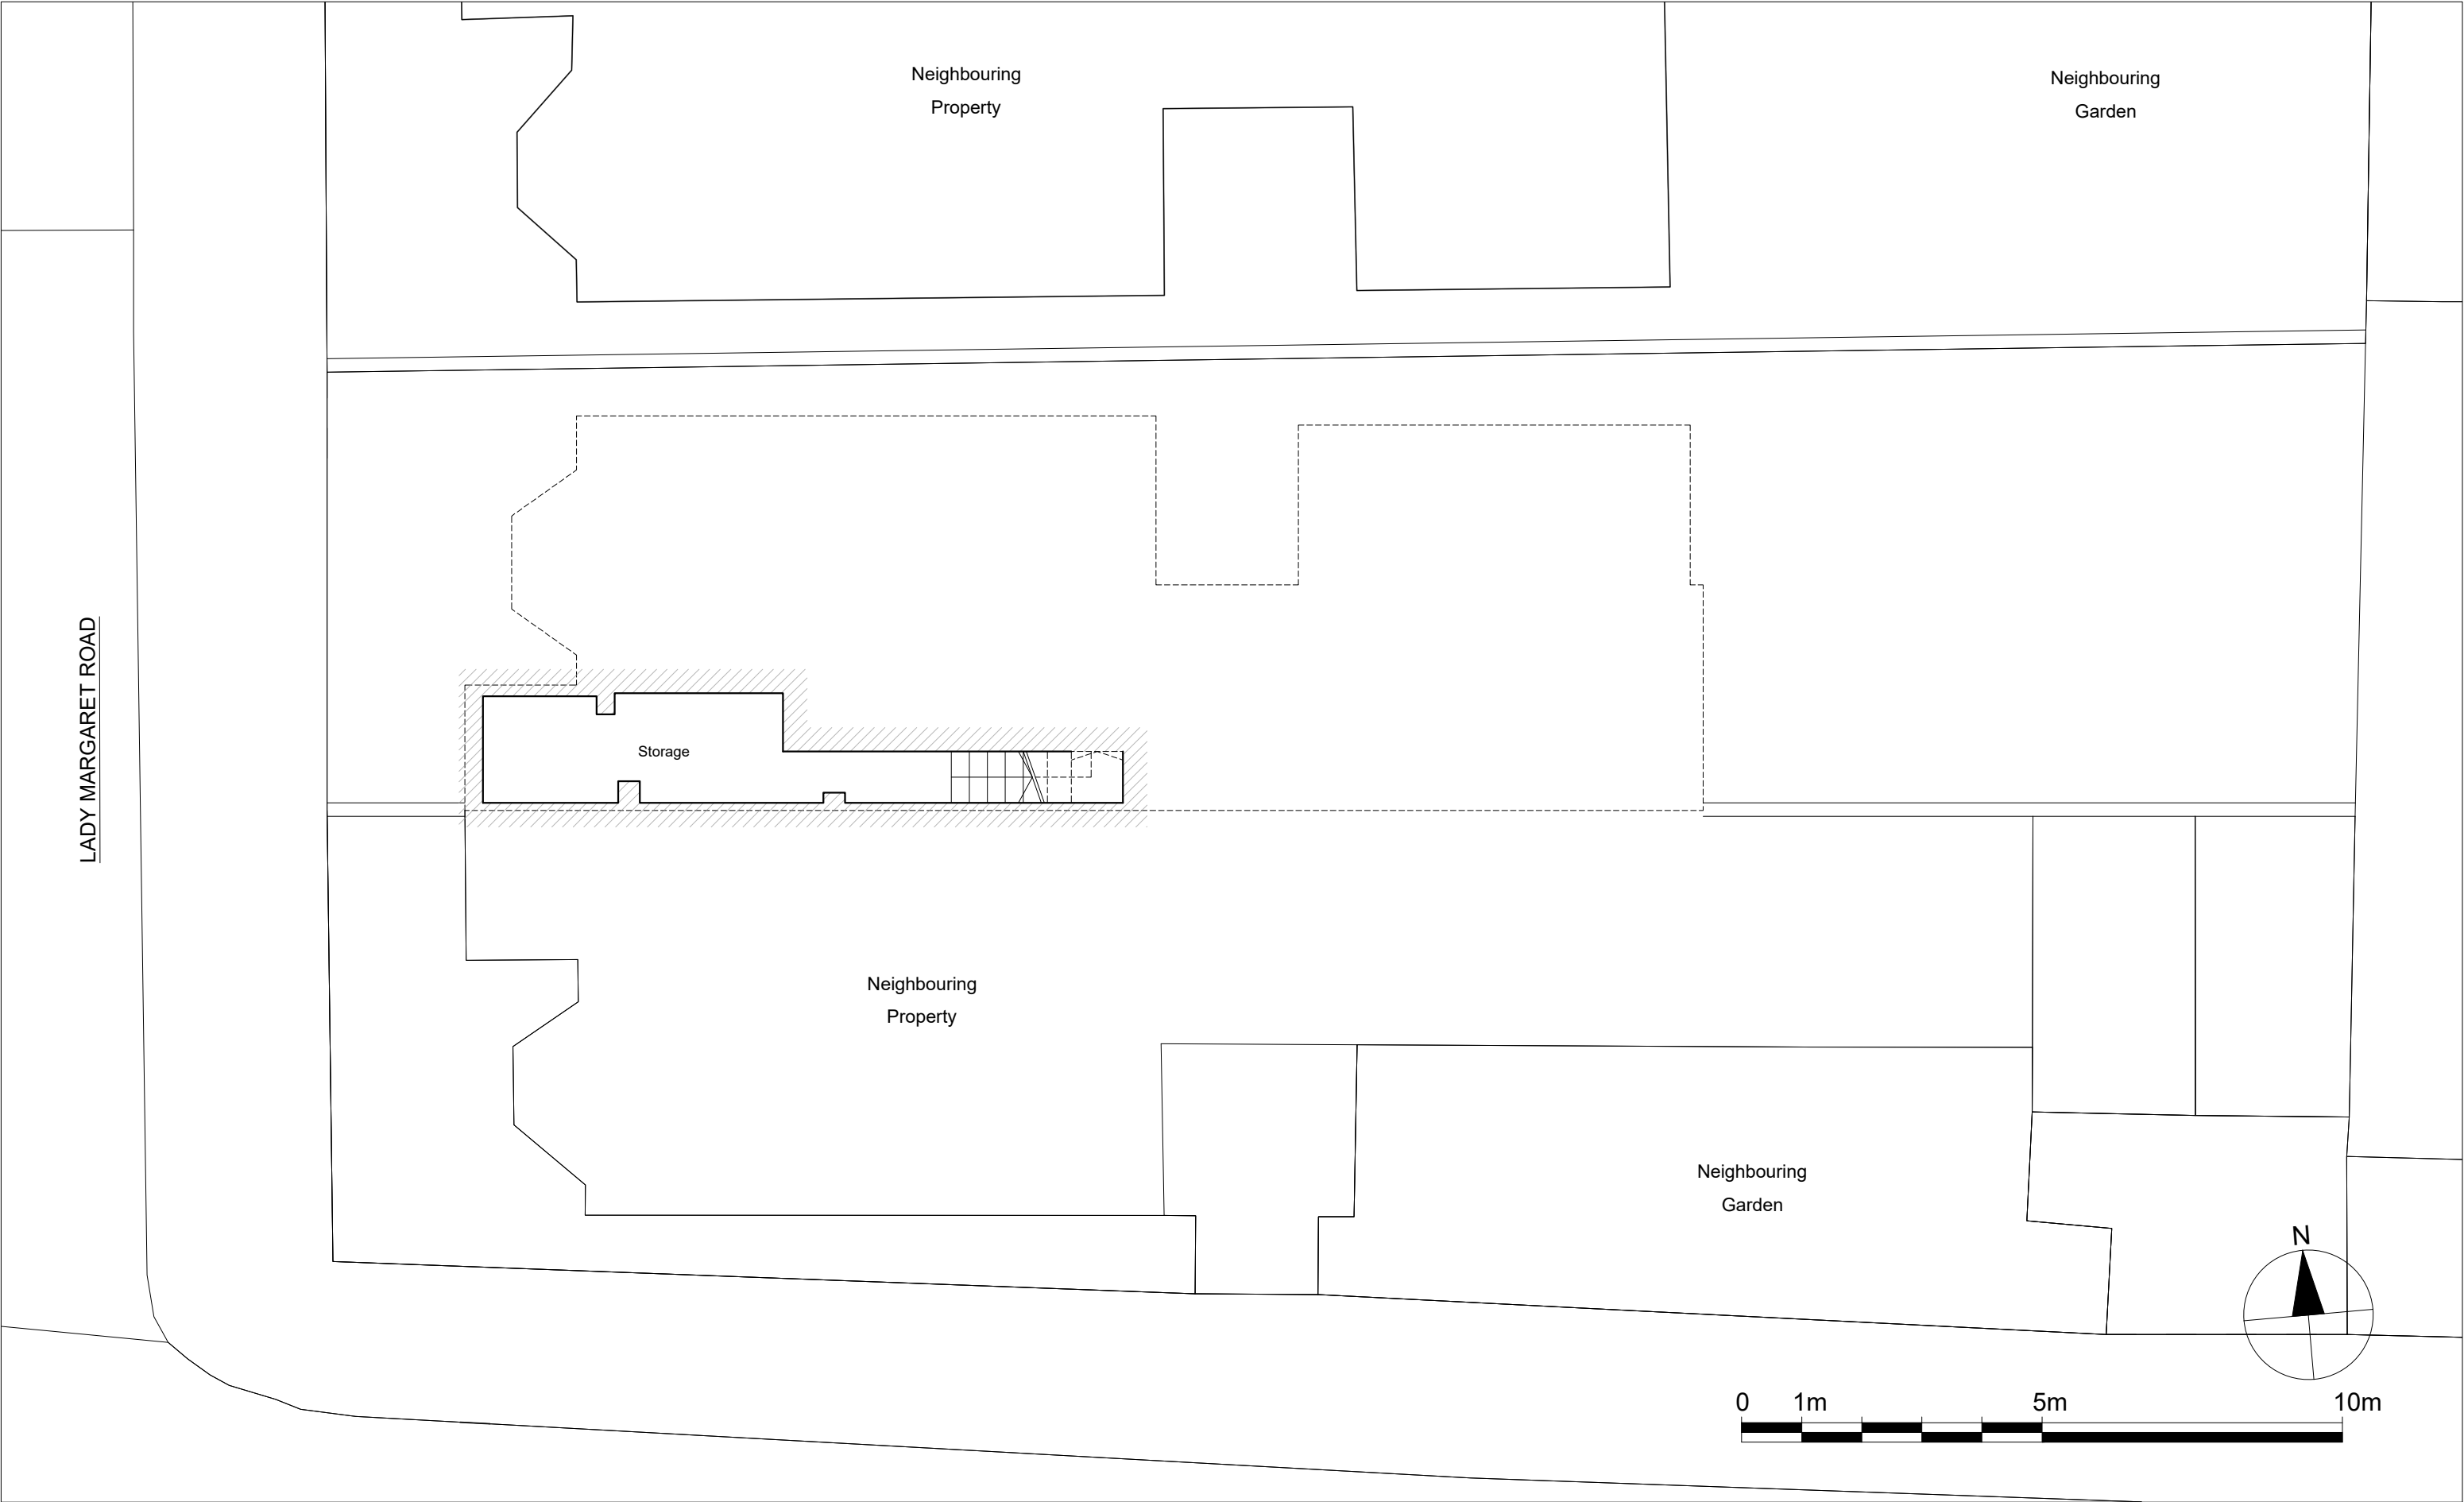 Neighbouring
Property
Neighbouring
Garden
LADY MARGARET ROAD
Storage
Neighbouring
Property
Neighbouring
Garden
N
0 1m 5m 10m